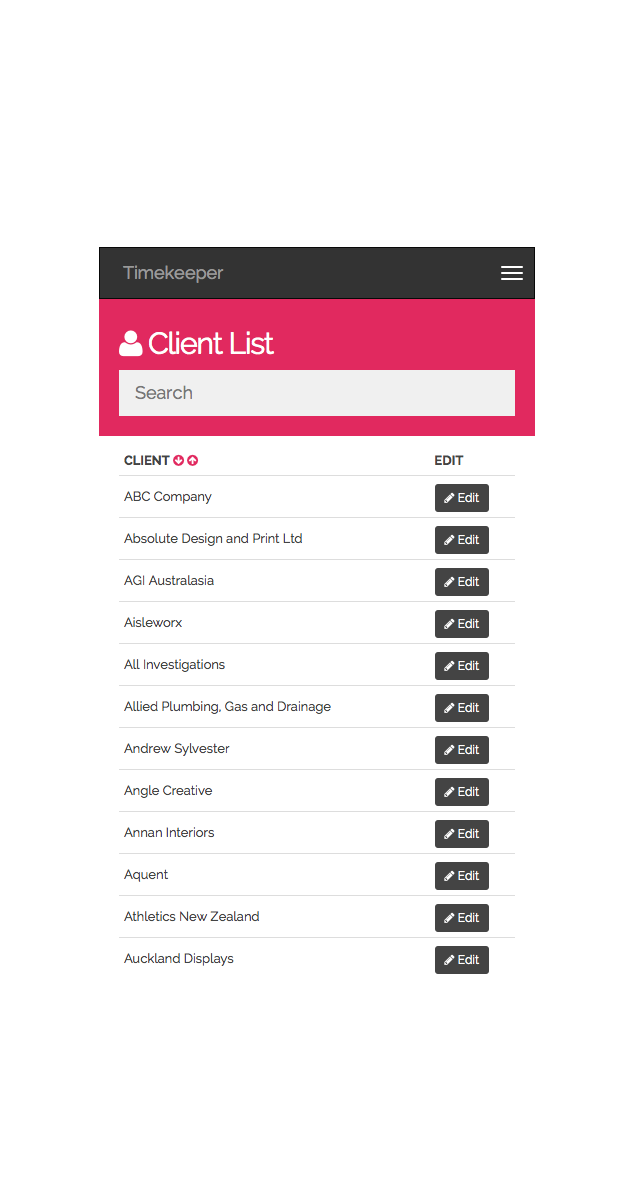 Timekeeper
Client List
Search
CLIENT EDIT
ABC Company Edit
Absolute Design and Print Ltd Edit
AGI Australasia Edit
Aisleworx Edit
All Investigations Edit
Allied Plumbing, Gas and Drainage Edit
Andrew Sylvester Edit
Angle Creative Edit
Annan Interiors Edit
Aquent Edit
Athletics New Zealand Edit
Auckland Displays Edit